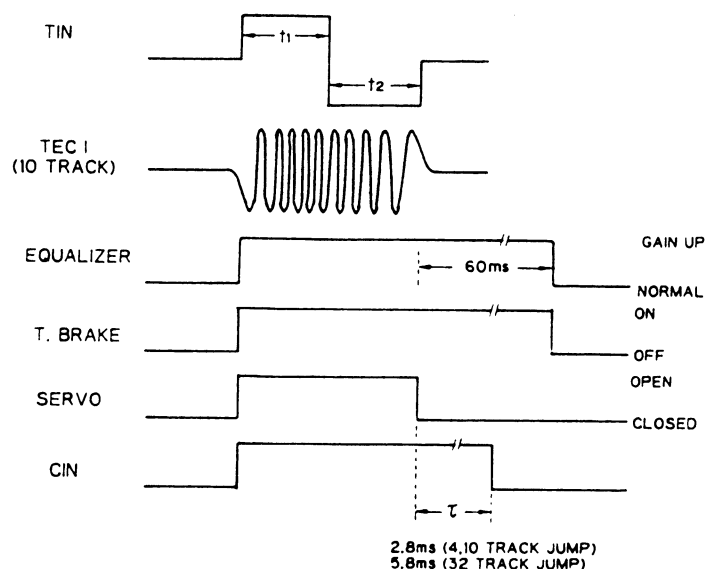 TIN
t1
t2
TEC I
(10 TRACK)
EQUALIZER
60ms
GAIN UP
NORMAL
T. BRAKE
ON
OFF
SERVO
OPEN
CLOSED
CIN
τ
2.8ms (4,10 TRACK JUMP)
5.8ms (32 TRACK JUMP)